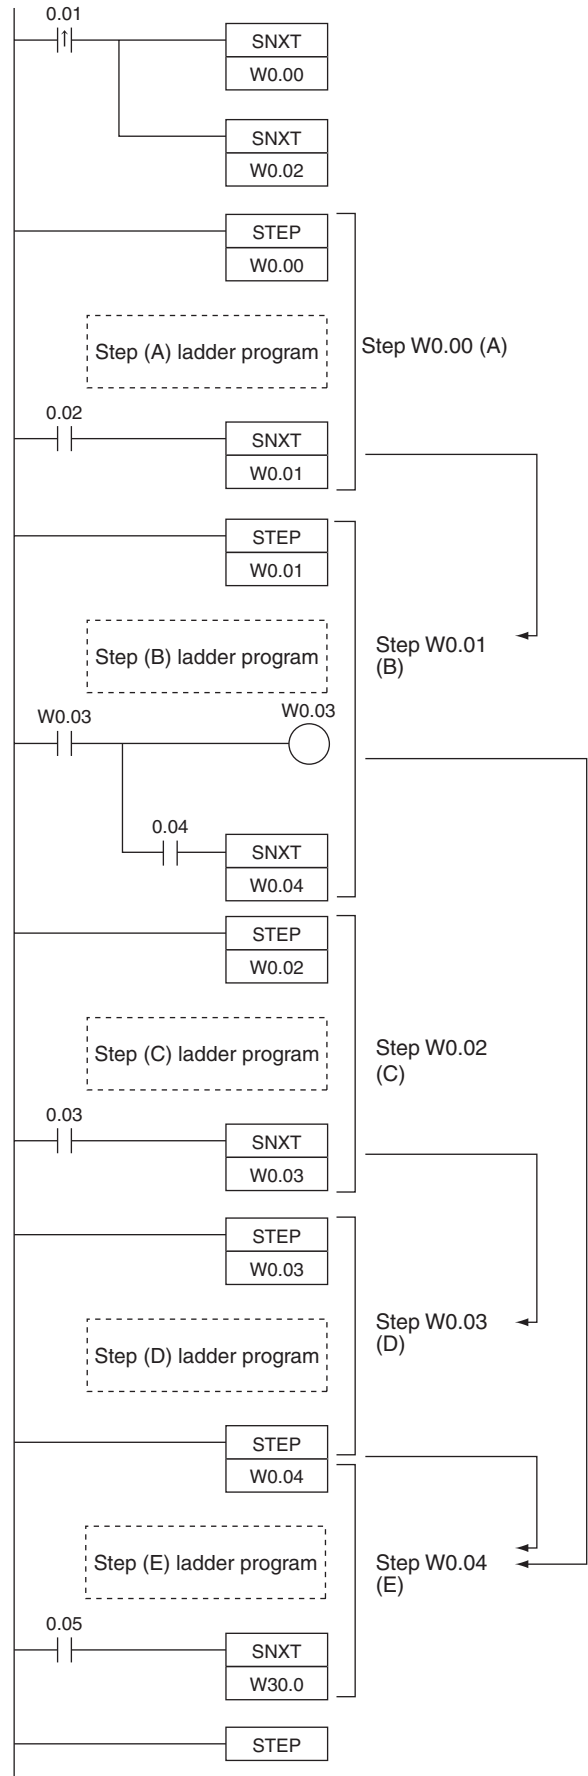 0.01
SNXT
W0.00
SNXT
W0.02
STEP
W0.00
Step (A) ladder program
Step W0.00 (A)
0.02
SNXT
W0.01
STEP
W0.01
Step (B) ladder program
Step W0.01
(B)
W0.03
W0.03
0.04
SNXT
W0.04
STEP
W0.02
Step (C) ladder program
Step W0.02
(C)
0.03
SNXT
W0.03
STEP
W0.03
Step (D) ladder program
Step W0.03
(D)
STEP
W0.04
Step (E) ladder program
Step W0.04
(E)
0.05
SNXT
W30.0
STEP